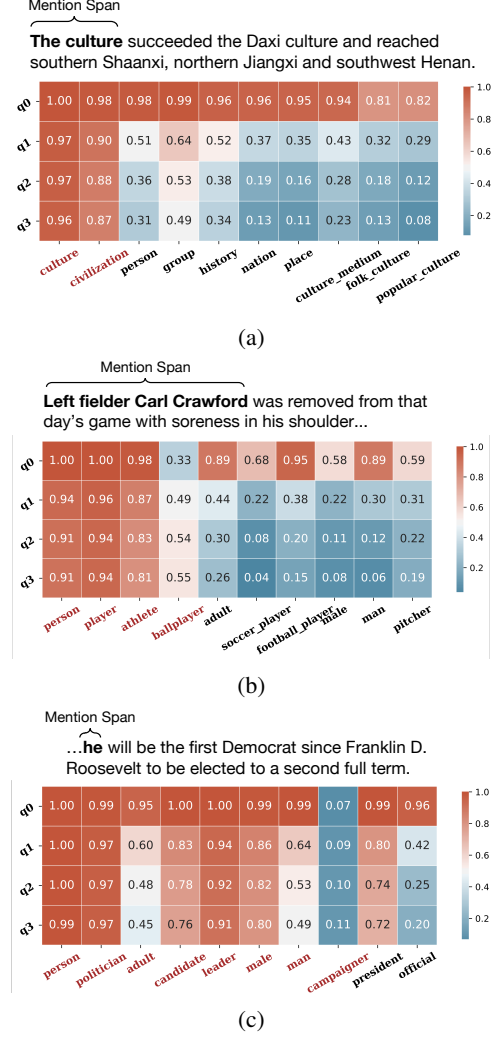 Mention Span
The culture succeeded the Daxi culture and reached
southern Shaanxi, northern Jiangxi and southwest Henan.
q0 1.00 0.98 0.98 0.99 0.96 0.96 0.95 0.94 0.81 0.82
q1 0.97 0.90 0.51 0.64 0.52 0.37 0.35 0.43 0.32 0.29
q2 0.97 0.88 0.36 0.53 0.38 0.19 0.16 0.28 0.18 0.12
q3 0.96 0.87 0.31 0.49 0.34 0.13 0.11 0.23 0.13 0.08
culture civilization person group history nation place culture_medium folk_culture popular_culture
1.0
0.8
0.6
0.4
0.2
(a)
Mention Span
Left fielder Carl Crawford was removed from that
day's game with soreness in his shoulder...
q0 1.00 1.00 0.98 0.33 0.89 0.68 0.95 0.58 0.89 0.59
q1 0.94 0.96 0.87 0.49 0.44 0.22 0.38 0.22 0.30 0.31
q2 0.91 0.94 0.83 0.54 0.30 0.08 0.20 0.11 0.12 0.22
q3 0.91 0.94 0.81 0.55 0.26 0.04 0.15 0.08 0.06 0.19
person player athlete ballplayer adult soccer_player football_player male man pitcher
1.0
0.8
0.6
0.4
0.2
(b)
Mention Span
...he will be the first Democrat since Franklin D.
Roosevelt to be elected to a second full term.
q0 1.00 0.99 0.95 1.00 1.00 0.99 0.99 0.07 0.99 0.96
q1 1.00 0.97 0.60 0.83 0.94 0.86 0.64 0.09 0.80 0.42
q2 1.00 0.97 0.48 0.78 0.92 0.82 0.53 0.10 0.74 0.25
q3 0.99 0.97 0.45 0.76 0.91 0.80 0.49 0.11 0.72 0.20
person politician adult candidate leader male man campaigner president official
1.0
0.8
0.6
0.4
0.2
(c)